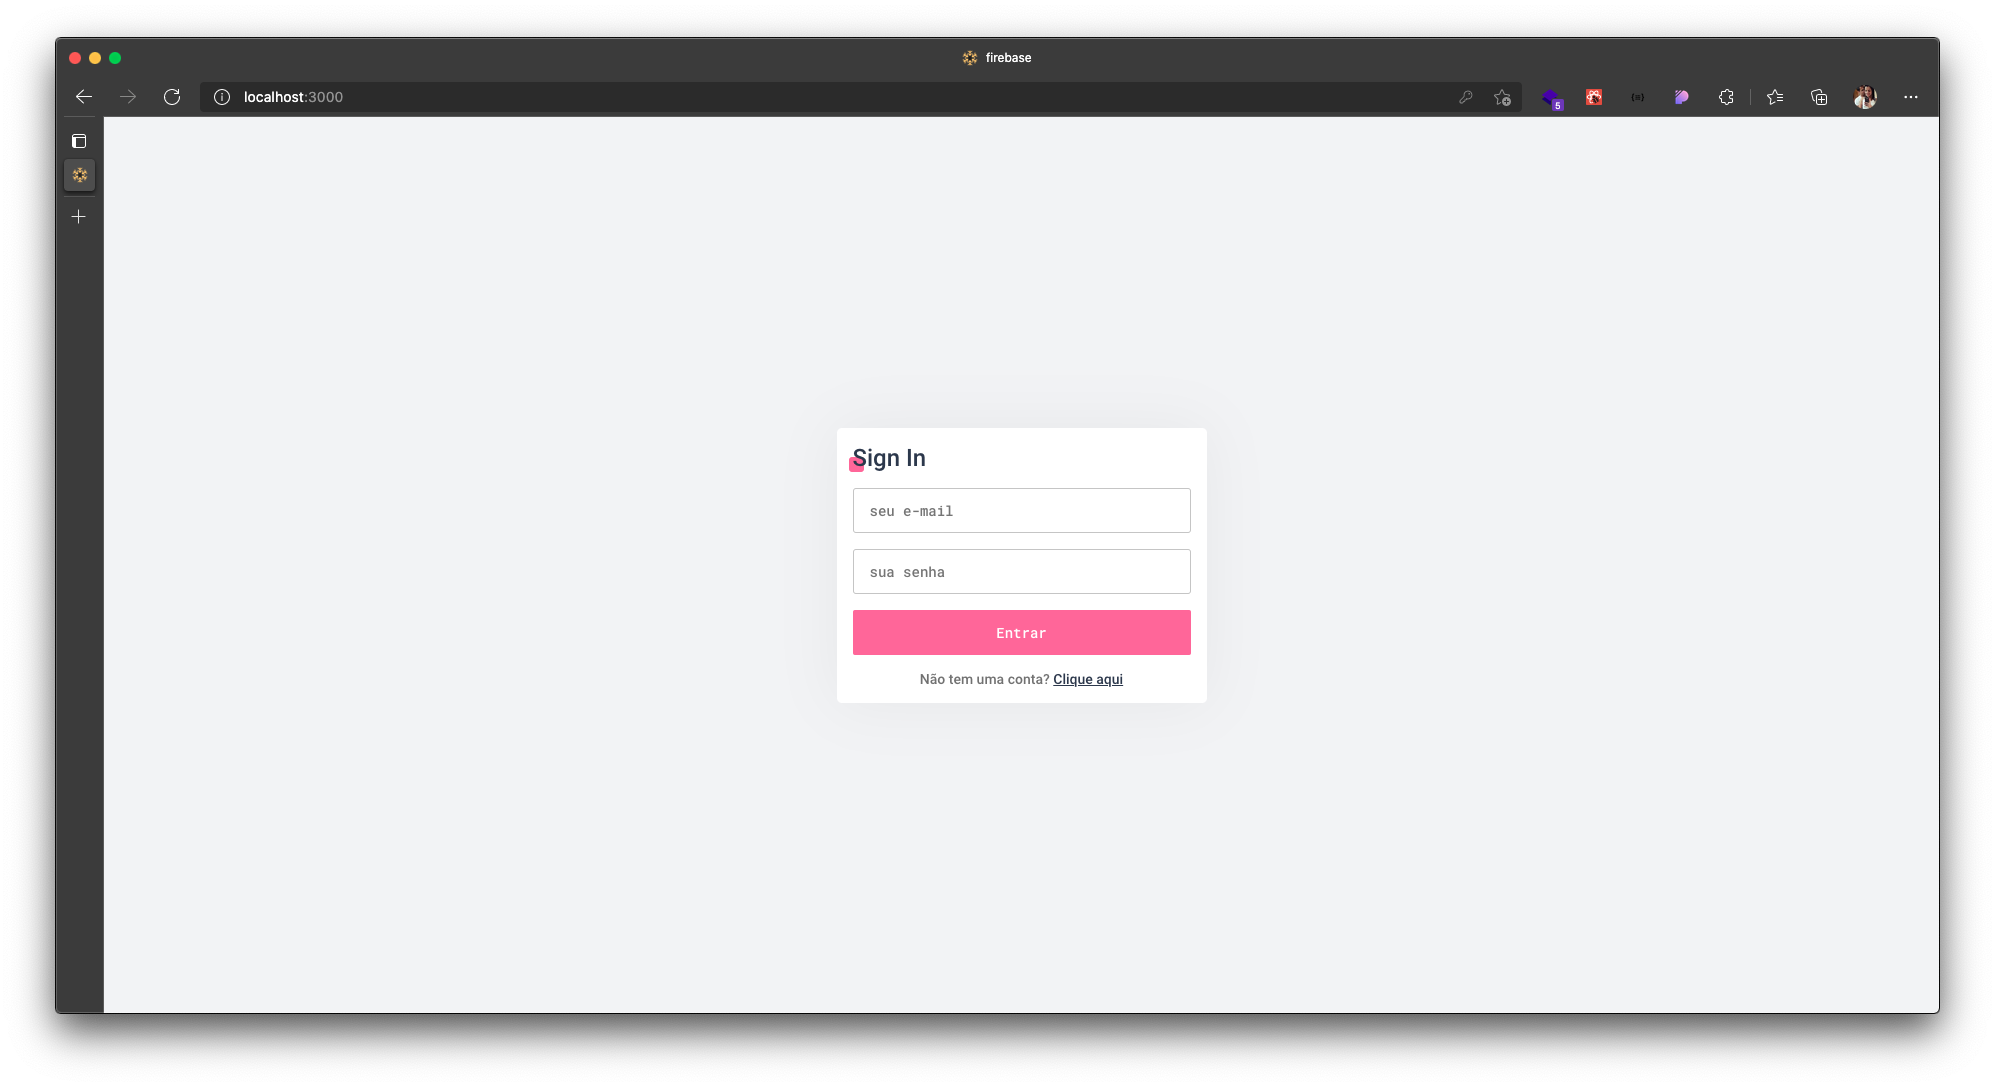 firebase
localhost:3000
5
Sign In
seu e-mail
sua senha
Entrar
Não tem uma conta? Clique aqui